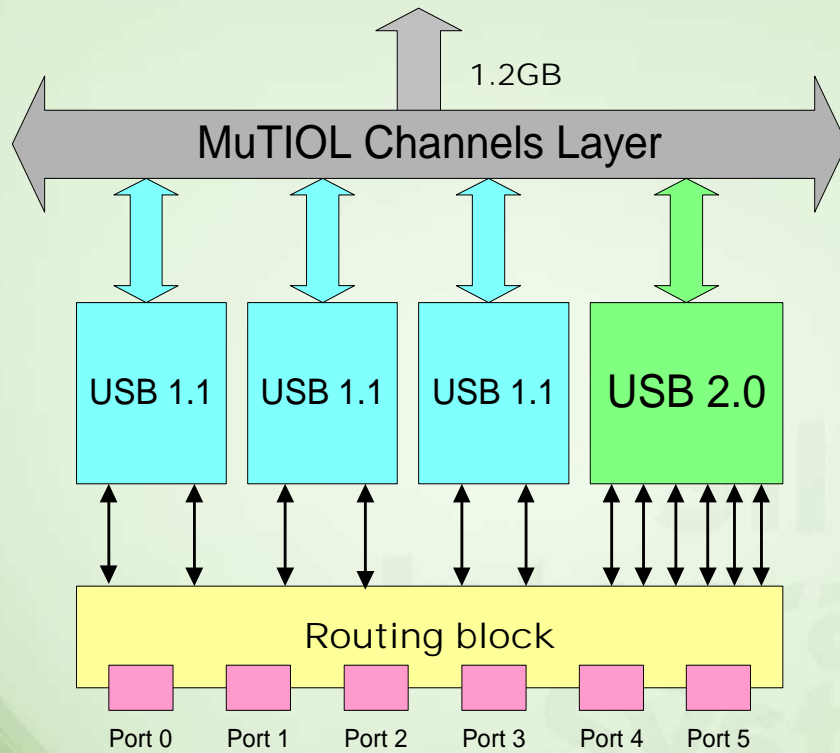 1.2GB
MuTIOL Channels Layer
USB 1.1 USB 1.1 USB 1.1 USB 2.0
Routing block
Port 0 Port 1 Port 2 Port 3 Port 4 Port 5